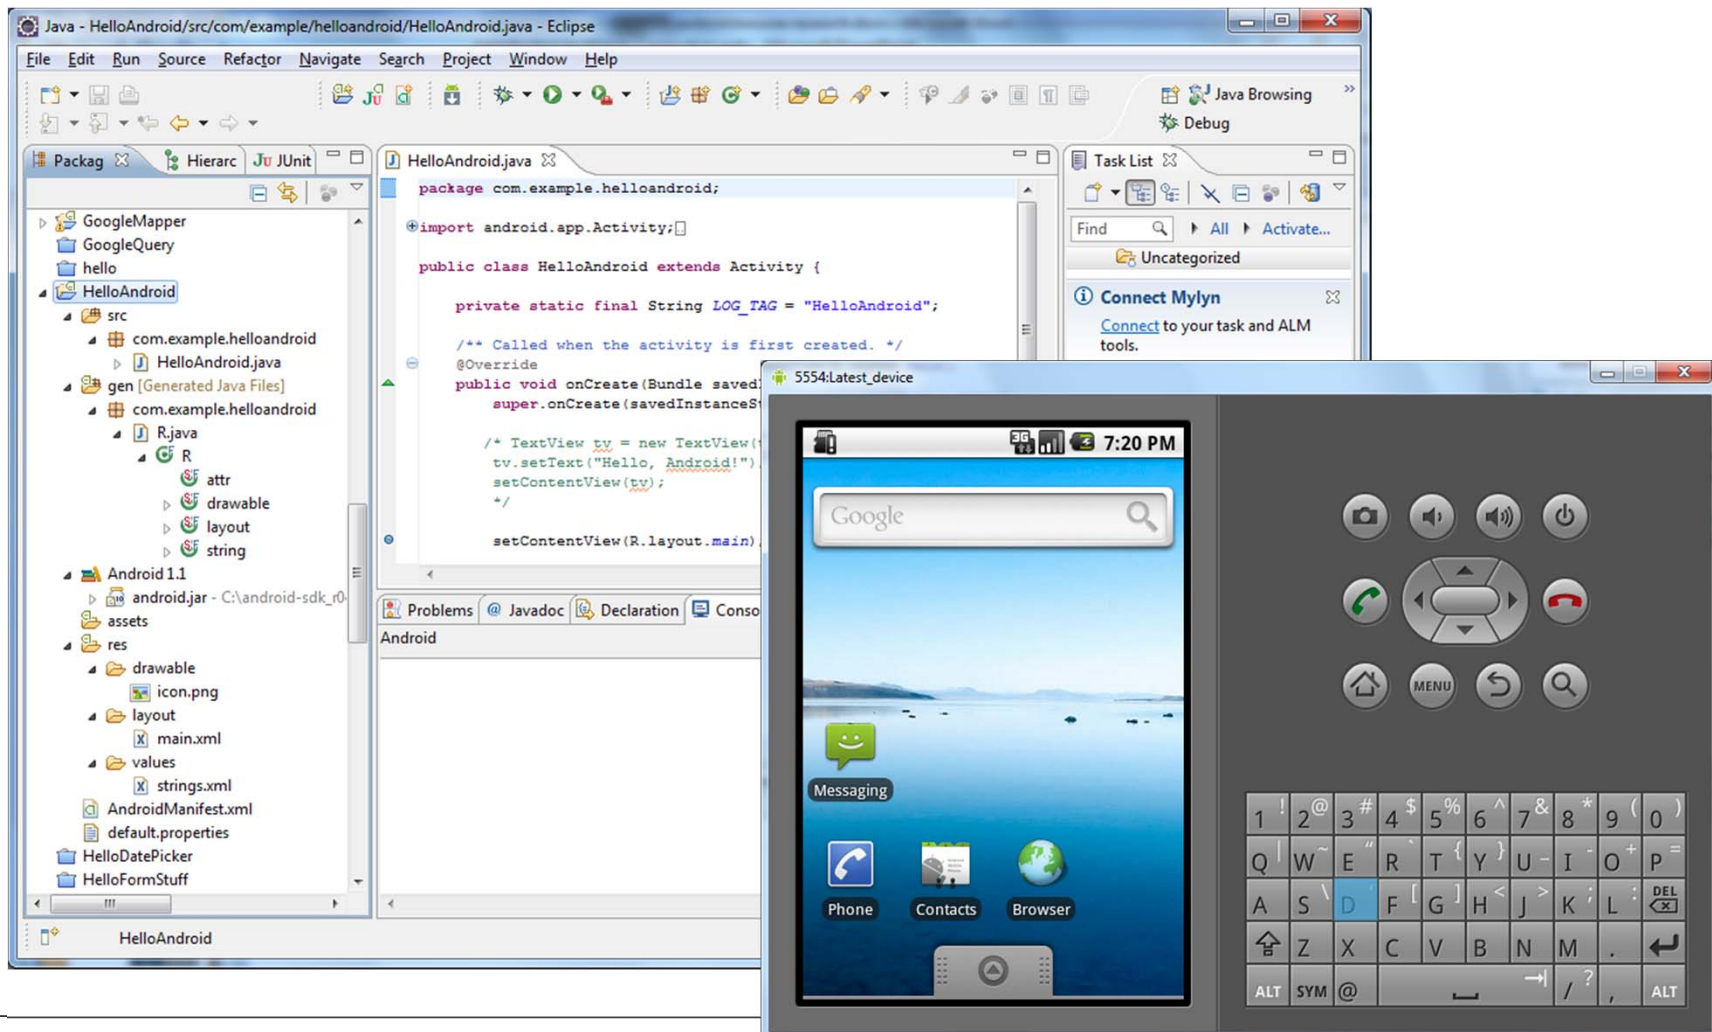 Java - HelloAndroid/src/com/example/helloandroid/HelloAndroid.java - Eclipse
File Edit Run Source Refactor Navigate Search Project Window Help
Java Browsing
Debug
Packag Hierarc JUnit
GoogleMapper
GoogleQuery
hello
HelloAndroid
src
com.example.helloandroid
HelloAndroid.java
gen [Generated Java Files]
com.example.helloandroid
R.java
R
attr
drawable
layout
string
Android 1.1
android.jar - C:\android-sdk_r0
assets
res
drawable
icon.png
layout
main.xml
values
strings.xml
AndroidManifest.xml
default.properties
HelloDatePicker
HelloFormStuff
HelloAndroid
HelloAndroid.java
package com.example.helloandroid;
import android.app.Activity;
public class HelloAndroid extends Activity {
private static final String LOG_TAG = "HelloAndroid";
/** Called when the activity is first created. */
@Override
public void onCreate(Bundle saved
super.onCreate(savedInstanceS
/* TextView tv = new TextView(
tv.setText("Hello, Android!")
setContentView(tv);
*/
setContentView(R.layout.main)
Problems @ Javadoc Declaration Conso
Android
Task List
Find All Activate...
Uncategorized
Connect Mylyn
Connect to your task and ALM
tools.
5554:Latest_device
3G 7:20 PM
Google
Messaging
Phone Contacts Browser
MENU
1 ! 2 @ 3 # 4 $ 5 % 6 ^ 7 & 8 * 9 ( 0 )
Q | W ~ E " R ` T { Y } U - I - O + P =
A S \ D ' F [ G ] H < J > K ; L : DEL
Z X C V B N M .
ALT SYM @ / ? , ALT